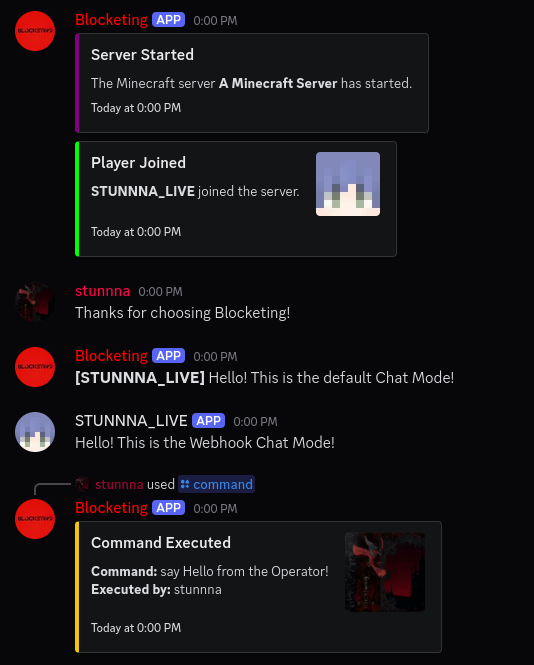 Blocketing APP 0:00 PM
Server Started
The Minecraft server A Minecraft Server has started.
Today at 0:00 PM
Player Joined
STUNNNA_LIVE joined the server.
Today at 0:00 PM
stunnna 0:00 PM
Thanks for choosing Blocketing!
Blocketing APP 0:00 PM
[STUNNNA_LIVE] Hello! This is the default Chat Mode!
STUNNNA_LIVE APP 0:00 PM
Hello! This is the Webhook Chat Mode!
stunnna used command
Blocketing APP 0:00 PM
Command Executed
Command: say Hello from the Operator!
Executed by: stunnna
Today at 0:00 PM